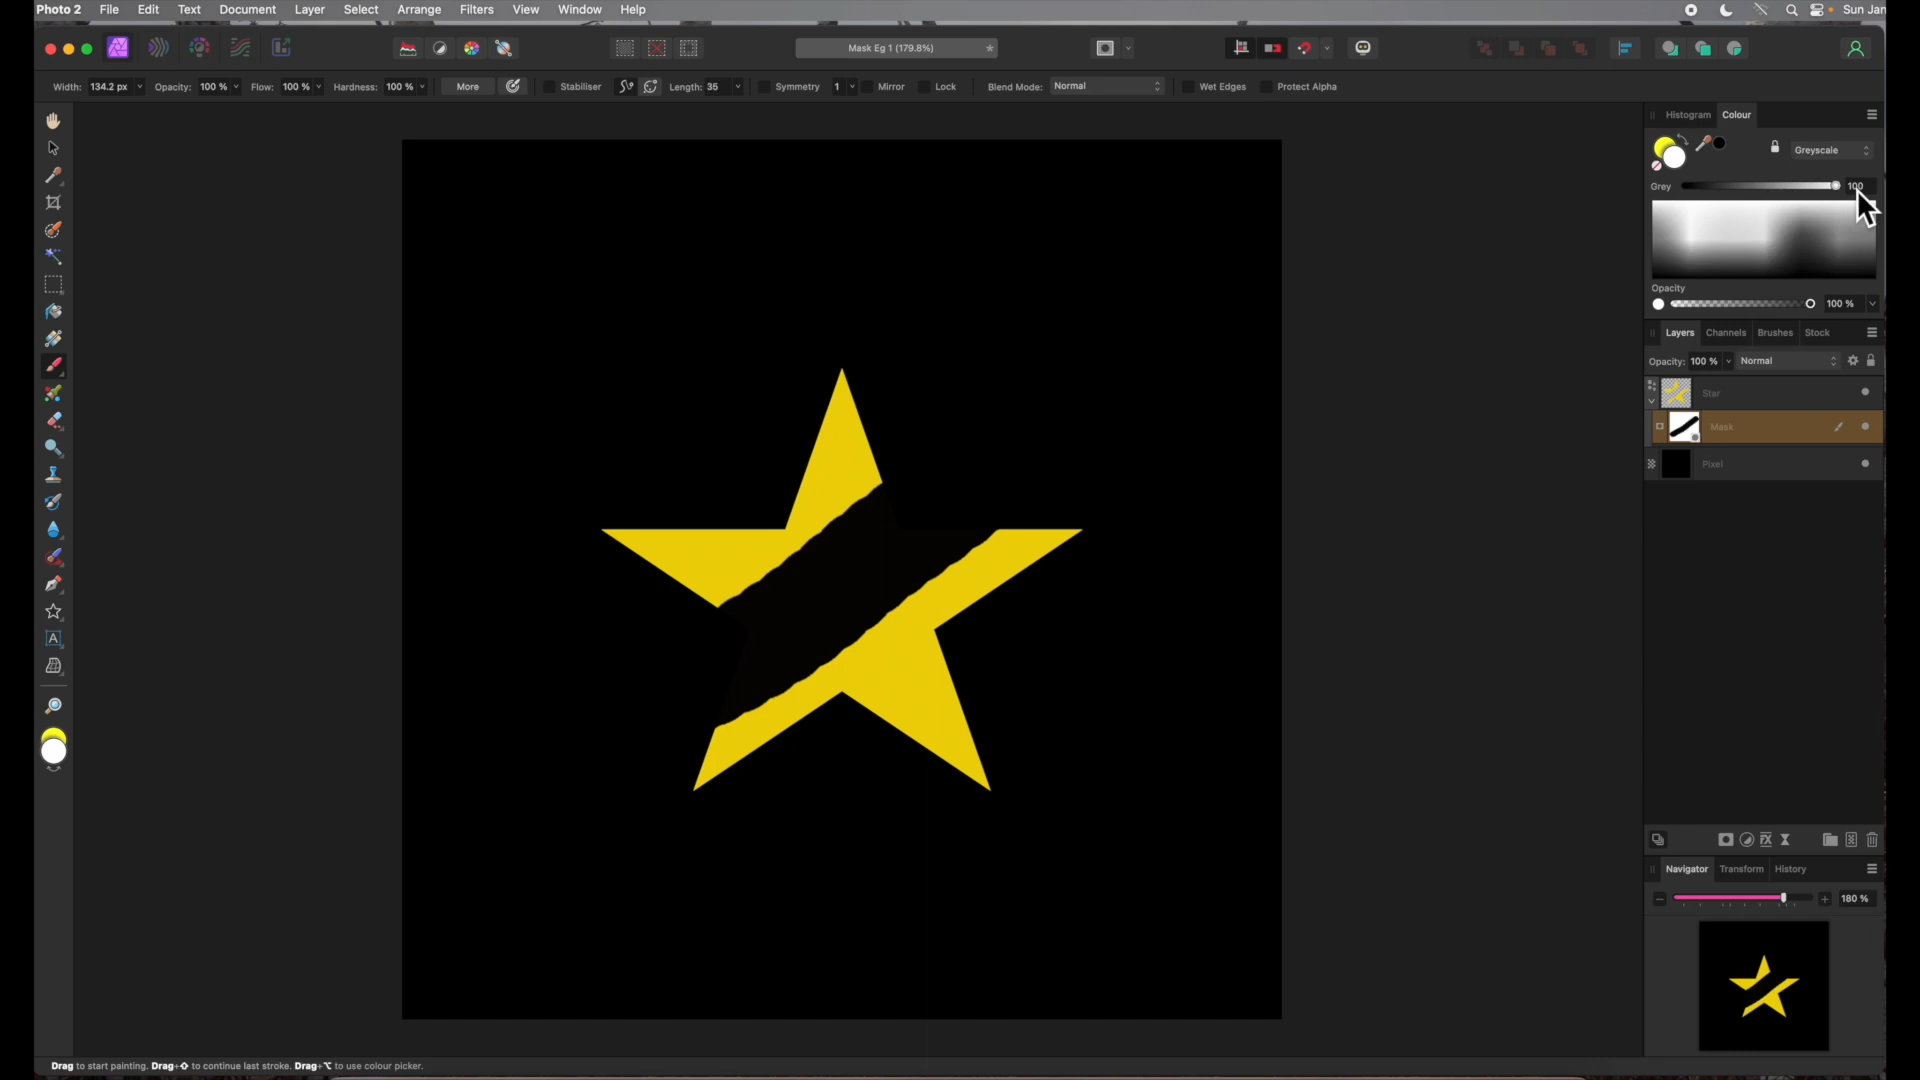 Photo 2 File Edit Text Document Layer Select Arrange Filters View Window Help Sun Jan
Mask Eg 1 (179.8%)
Width: 134.2 px Opacity: 100 % Flow: 100 % Hardness: 100 % More Stabiliser Length: 35 Symmetry 1 Mirror Lock Blend Mode: Normal Wet Edges Protect Alpha
Histogram Colour
Greyscale
Grey 100
Opacity
100 %
Layers Channels Brushes Stock
Opacity: 100 % Normal
Star
Mask
Pixel
FX
A
Navigator Transform History
180 %
Drag to start painting. Drag+⇧ to continue last stroke. Drag+⌥ to use colour picker.